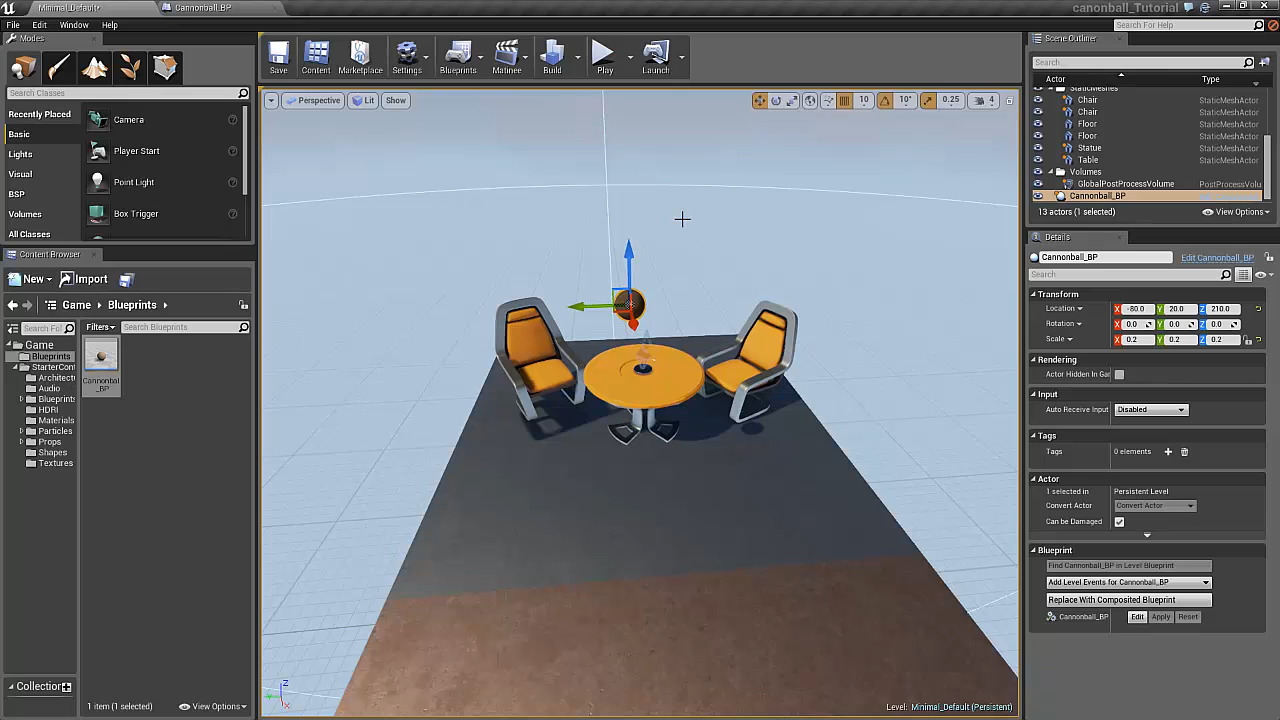 Minimal_Default*
Cannonball_BP
canonball_Tutorial
File Edit Window Help
Search For Help
Modes
Search Classes
Recently Placed
Basic
Lights
Visual
BSP
Volumes
All Classes
Camera
Player Start
Point Light
Box Trigger
Save
Content
Marketplace
Settings
Blueprints
Matinee
Build
Play
Launch
Perspective
Lit
Show
10
10°
0.25
4
Content Browser
New
Import
Game
Blueprints
Search Fol
Filters
Search Blueprints
Game
Blueprints
StarterCont
Architect
Audio
Blueprints
HDRI
Materials
Particles
Props
Shapes
Textures
Cannonball
_BP
Collection
1 item (1 selected)
View Options
Z
X
Level: Minimal_Default (Persistent)
Scene Outliner
Search...
Actor Type
StaticMeshes
Chair StaticMeshActor
Chair StaticMeshActor
Floor StaticMeshActor
Floor StaticMeshActor
Statue StaticMeshActor
Table StaticMeshActor
Volumes
GlobalPostProcessVolume PostProcessVolu
Cannonball_BP
13 actors (1 selected)
View Options
Details
Cannonball_BP
Edit Cannonball_BP
Search
Transform
Location X -80.0 Y 20.0 Z 210.0
Rotation X 0.0 Y 0.0 Z 0.0
Scale X 0.2 Y 0.2 Z 0.2
Rendering
Actor Hidden In Gar
Input
Auto Receive Input Disabled
Tags
Tags 0 elements
Actor
1 selected in Persistent Level
Convert Actor Convert Actor
Can be Damaged
Blueprint
Find Cannonball_BP in Level Blueprint
Add Level Events for Cannonball_BP
Replace With Composited Blueprint
Cannonball_BP Edit Apply Reset